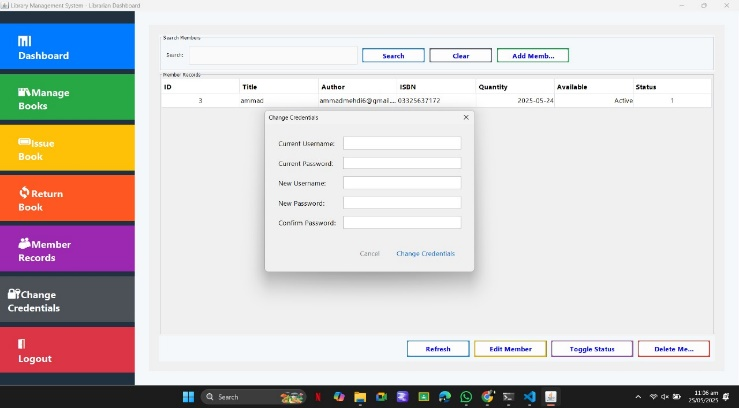 Library Management System - Librarian Dashboard
Dashboard
Manage
Books
Issue
Book
Return
Book
Member
Records
Change
Credentials
Logout
Search Members
Search:
Search
Clear
Add Memb...
Member Records
ID Title Author ISBN Quantity Available Status
3 ammad ammadmehdi6@gmail.... 03325637172 2025-05-24 Active 1
Change Credentials
Current Username:
Current Password:
New Username:
New Password:
Confirm Password:
Cancel Change Credentials
Refresh Edit Member Toggle Status Delete Me...
Search
11:06 am
25/05/2025